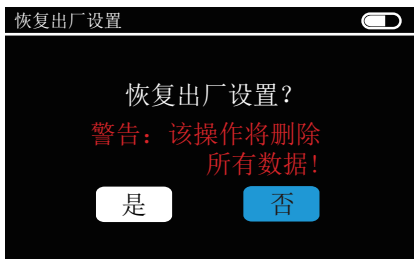 恢复出厂设置
恢复出厂设置?
警告：该操作将删除
所有数据!
是
否